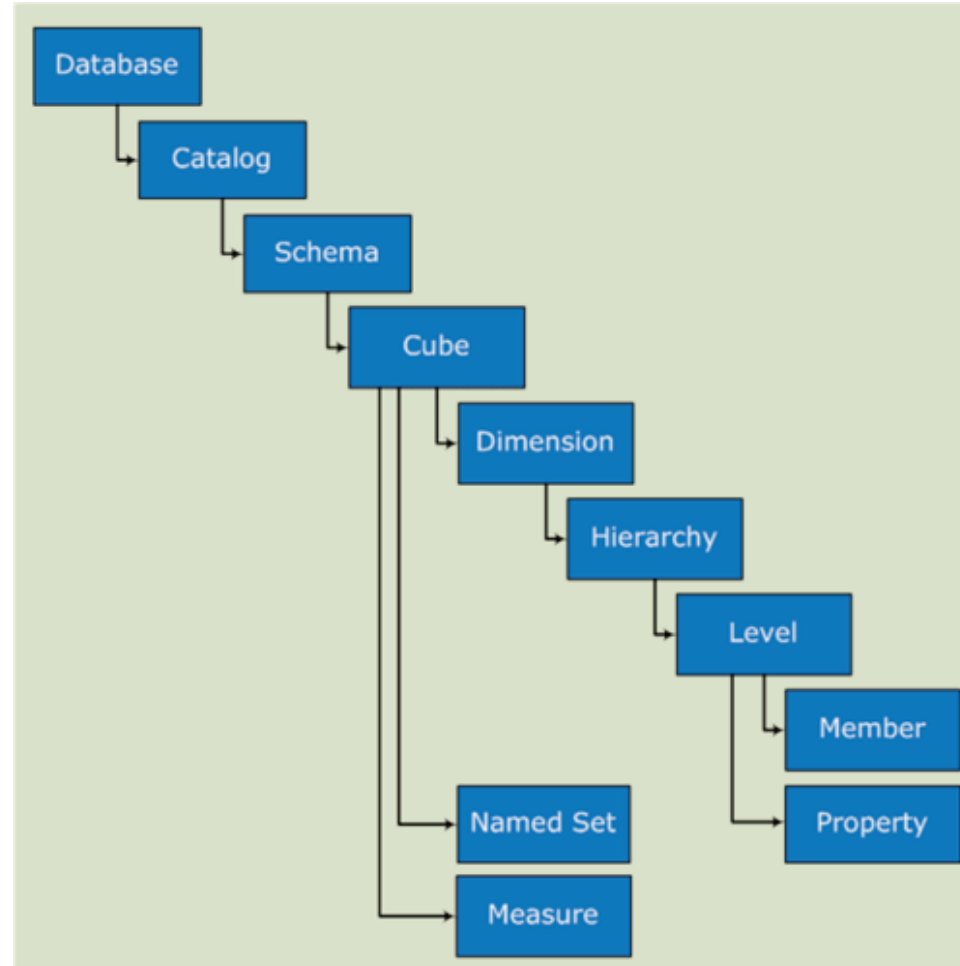 Database
Catalog
Schema
Cube
Dimension
Hierarchy
Level
Member
Named Set
Property
Measure